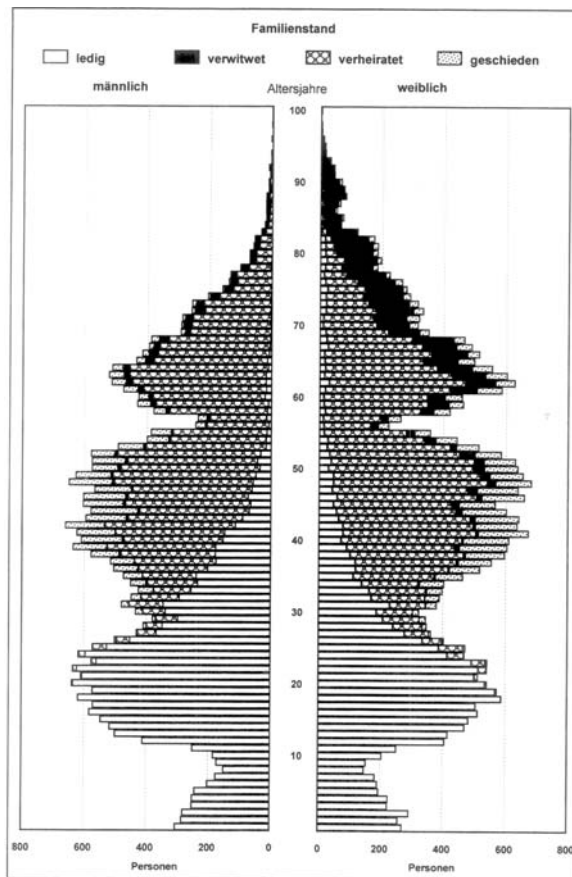 Familienstand
ledig verwitwet verheiratet geschieden
männlich Altersjahre weiblich
100
90
80
70
60
50
40
30
20
10
800 600 400 200 0 0 200 400 600 800
Personen Personen